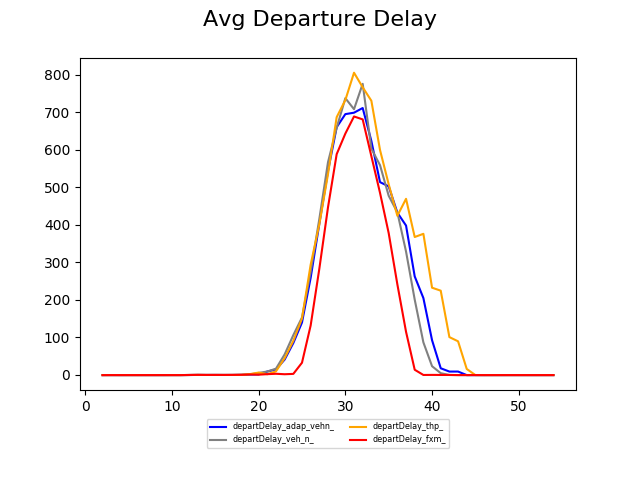 Avg Departure Delay
800
700
600
500
400
300
200
100
0
0 10 20 30 40 50
departDelay_adap_vehn_ departDelay_thp_
departDelay_veh_n_ departDelay_fxm_